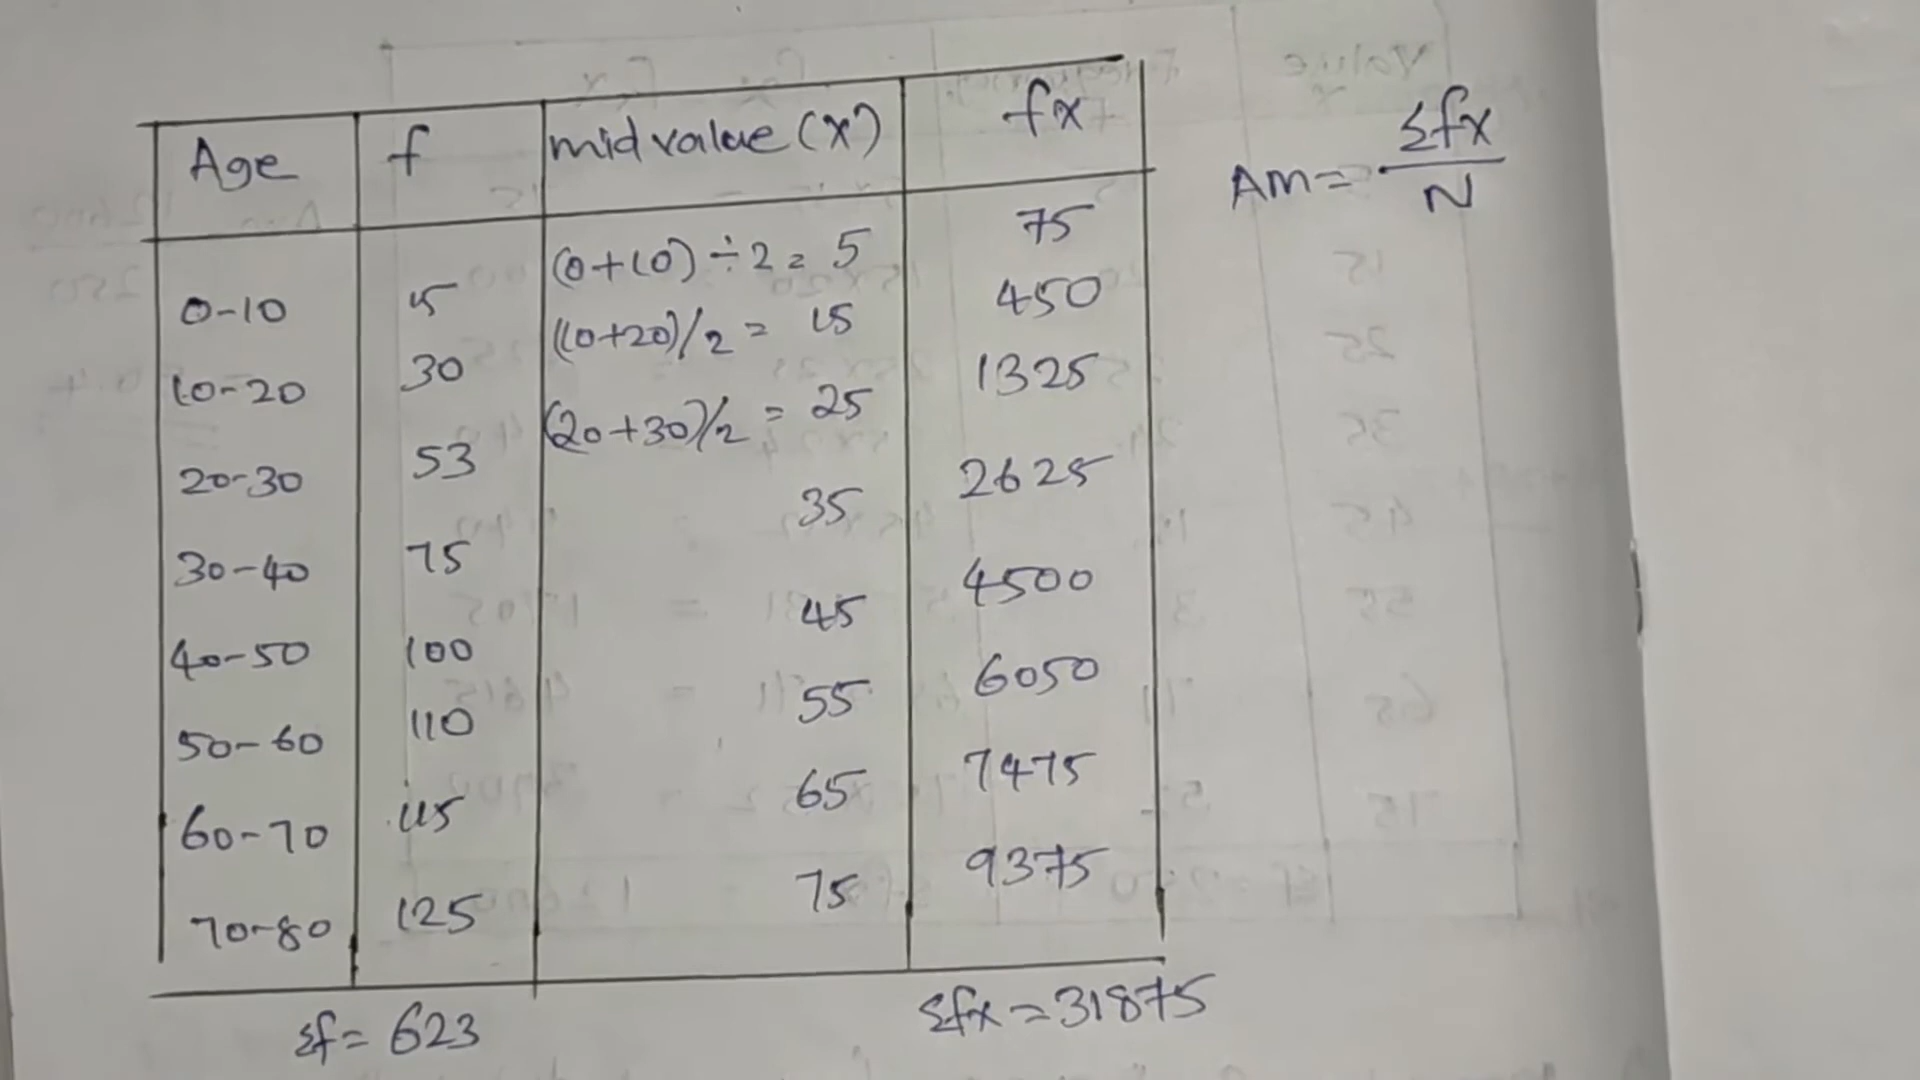 Age f mid value (x) fx
AM = Σfx / N
0-10 15 (0+10) ÷ 2 = 5 75
10-20 30 (10+20)/2 = 15 450
20-30 53 (20+30)/2 = 25 1325
30-40 75 35 2625
40-50 100 45 4500
50-60 110 55 6050
60-70 115 65 7475
70-80 125 75 9375
Σf = 623 Σfx = 31875